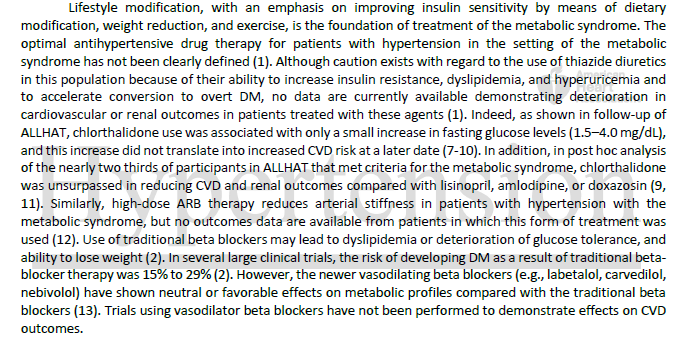 Lifestyle modification, with an emphasis on improving insulin sensitivity by means of dietary
modification, weight reduction, and exercise, is the foundation of treatment of the metabolic syndrome. The
optimal antihypertensive drug therapy for patients with hypertension in the setting of the metabolic
syndrome has not been clearly defined (1). Although caution exists with regard to the use of thiazide diuretics
in this population because of their ability to increase insulin resistance, dyslipidemia, and hyperuricemia and
to accelerate conversion to overt DM, no data are currently available demonstrating deterioration in
cardiovascular or renal outcomes in patients treated with these agents (1). Indeed, as shown in follow-up of
ALLHAT, chlorthalidone use was associated with only a small increase in fasting glucose levels (1.5–4.0 mg/dL),
and this increase did not translate into increased CVD risk at a later date (7-10). In addition, in post hoc analysis
of the nearly two thirds of participants in ALLHAT that met criteria for the metabolic syndrome, chlorthalidone
was unsurpassed in reducing CVD and renal outcomes compared with lisinopril, amlodipine, or doxazosin (9,
11). Similarly, high-dose ARB therapy reduces arterial stiffness in patients with hypertension with the
metabolic syndrome, but no outcomes data are available from patients in which this form of treatment was
used (12). Use of traditional beta blockers may lead to dyslipidemia or deterioration of glucose tolerance, and
ability to lose weight (2). In several large clinical trials, the risk of developing DM as a result of traditional beta-
blocker therapy was 15% to 29% (2). However, the newer vasodilating beta blockers (e.g., labetalol, carvedilol,
nebivolol) have shown neutral or favorable effects on metabolic profiles compared with the traditional beta
blockers (13). Trials using vasodilator beta blockers have not been performed to demonstrate effects on CVD
outcomes.
American
Heart
Hypertension